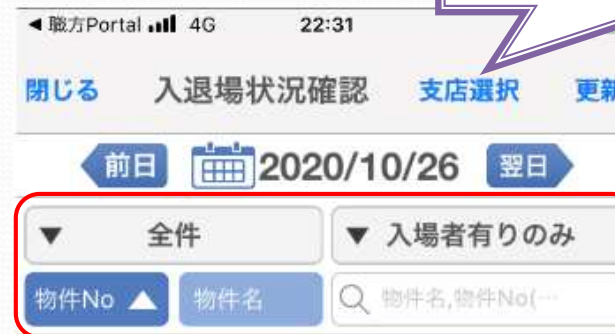 ◀ 職方Portal 4G 22:31
閉じる 入退場状況確認 支店選択 更新
前日 2020/10/26 翌日
▼ 全件 ▼ 入場者有りのみ
物件No ▲ 物件名 物件名,物件No(…